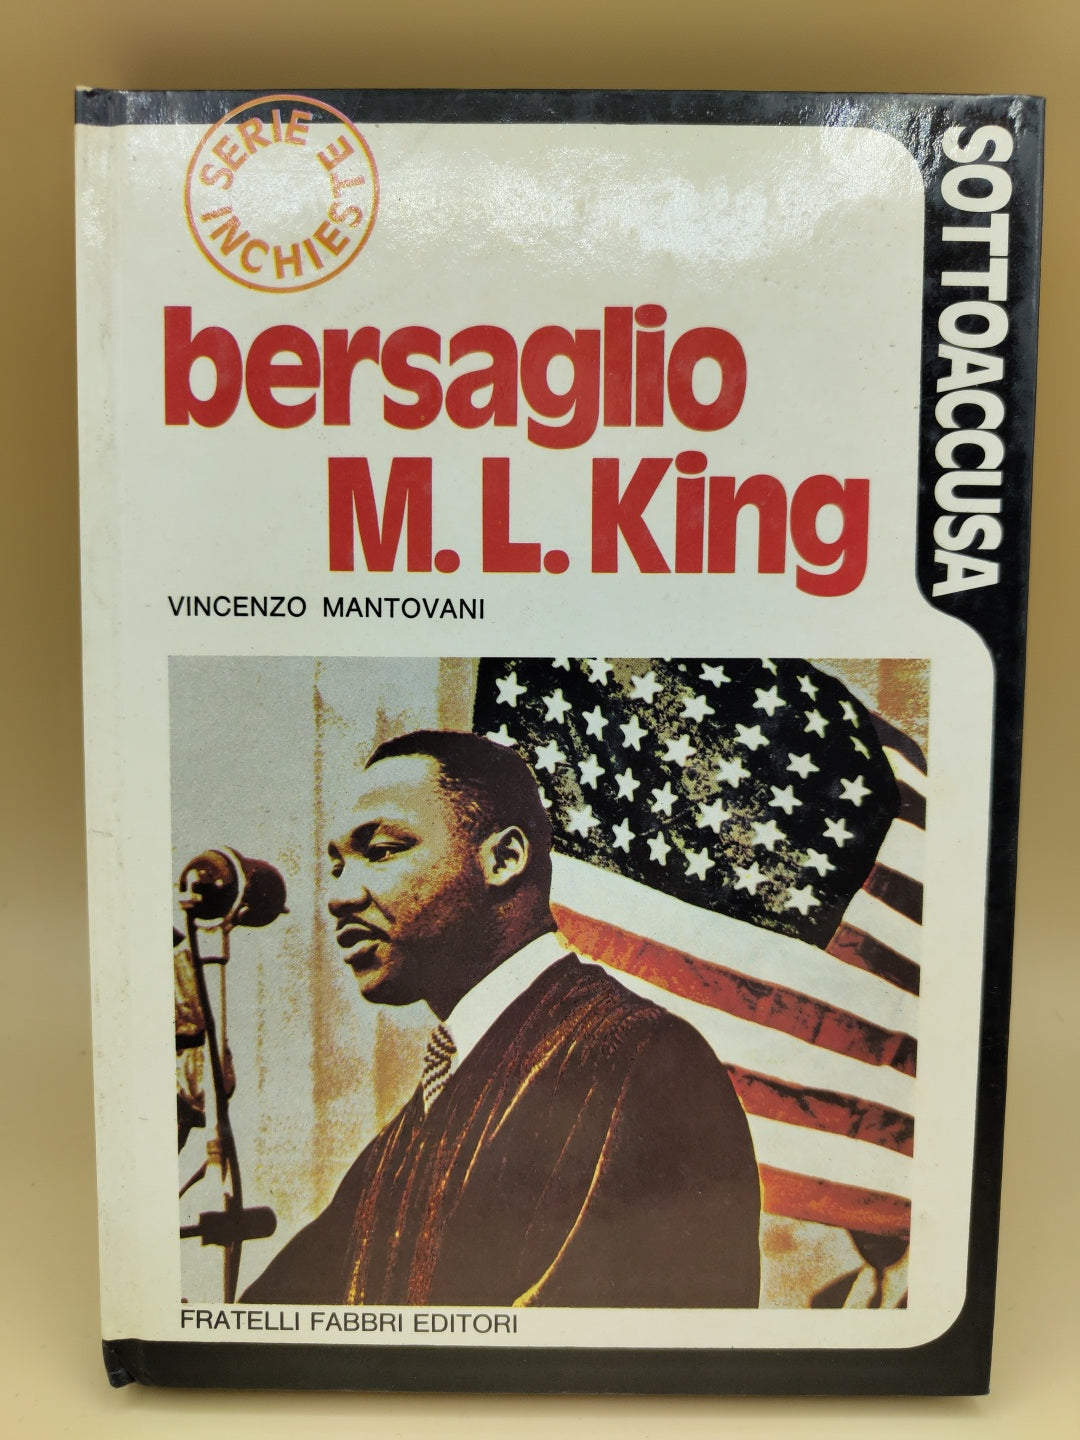 SERIE INCHIESTE
SOTTOACCUSA
bersaglio
M. L. King
VINCENZO MANTOVANI
FRATELLI FABBRI EDITORI